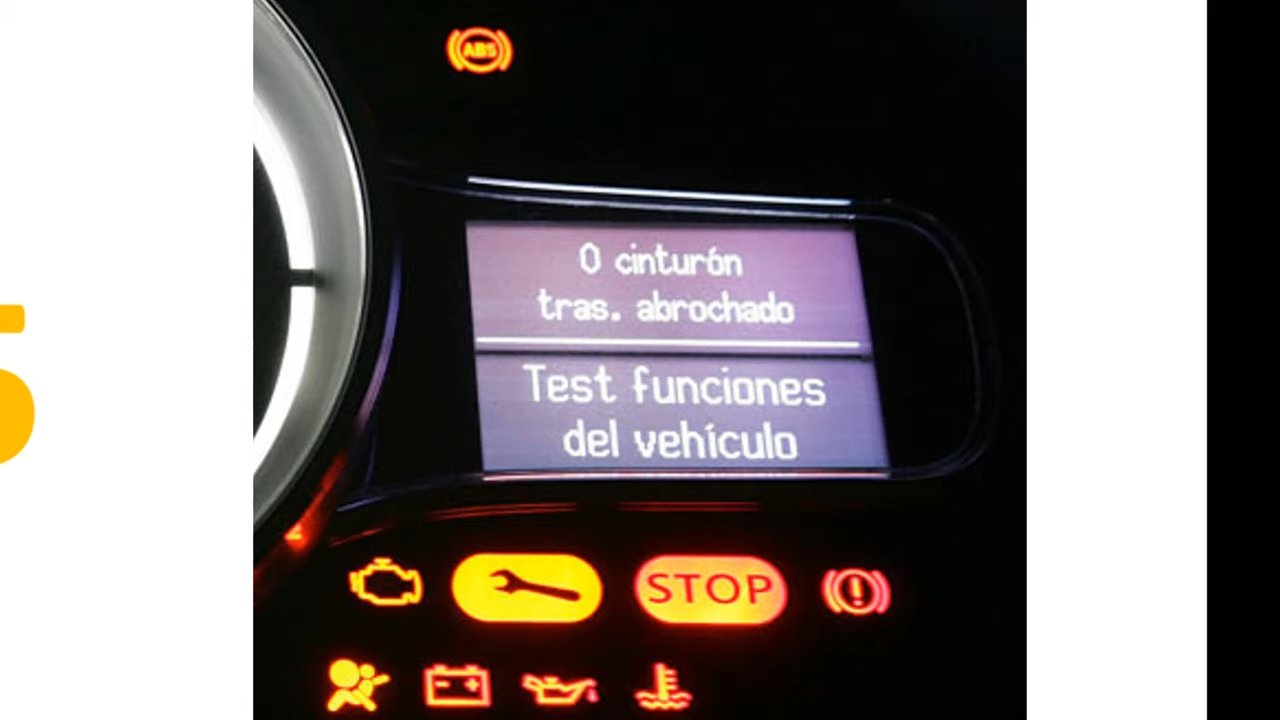 ABS
0 cinturón
tras. abrochado
Test funciones
del vehículo
STOP